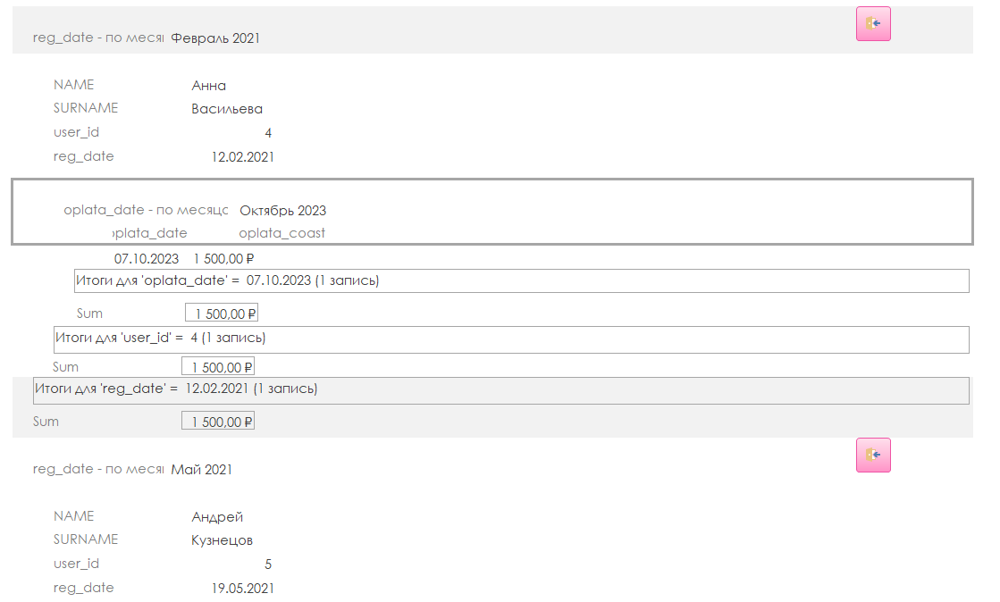 reg_date - по меся Февраль 2021
NAME Анна
SURNAME Васильева
user_id 4
reg_date 12.02.2021
oplata_date - по месяцс Октябрь 2023
oplata_date oplata_coast
07.10.2023 1 500,00 ₽
Итоги для 'oplata_date' = 07.10.2023 (1 запись)
Sum 1 500,00 ₽
Итоги для 'user_id' = 4 (1 запись)
Sum 1 500,00 ₽
Итоги для 'reg_date' = 12.02.2021 (1 запись)
Sum 1 500,00 ₽
reg_date - по меся Май 2021
NAME Андрей
SURNAME Кузнецов
user_id 5
reg_date 19.05.2021